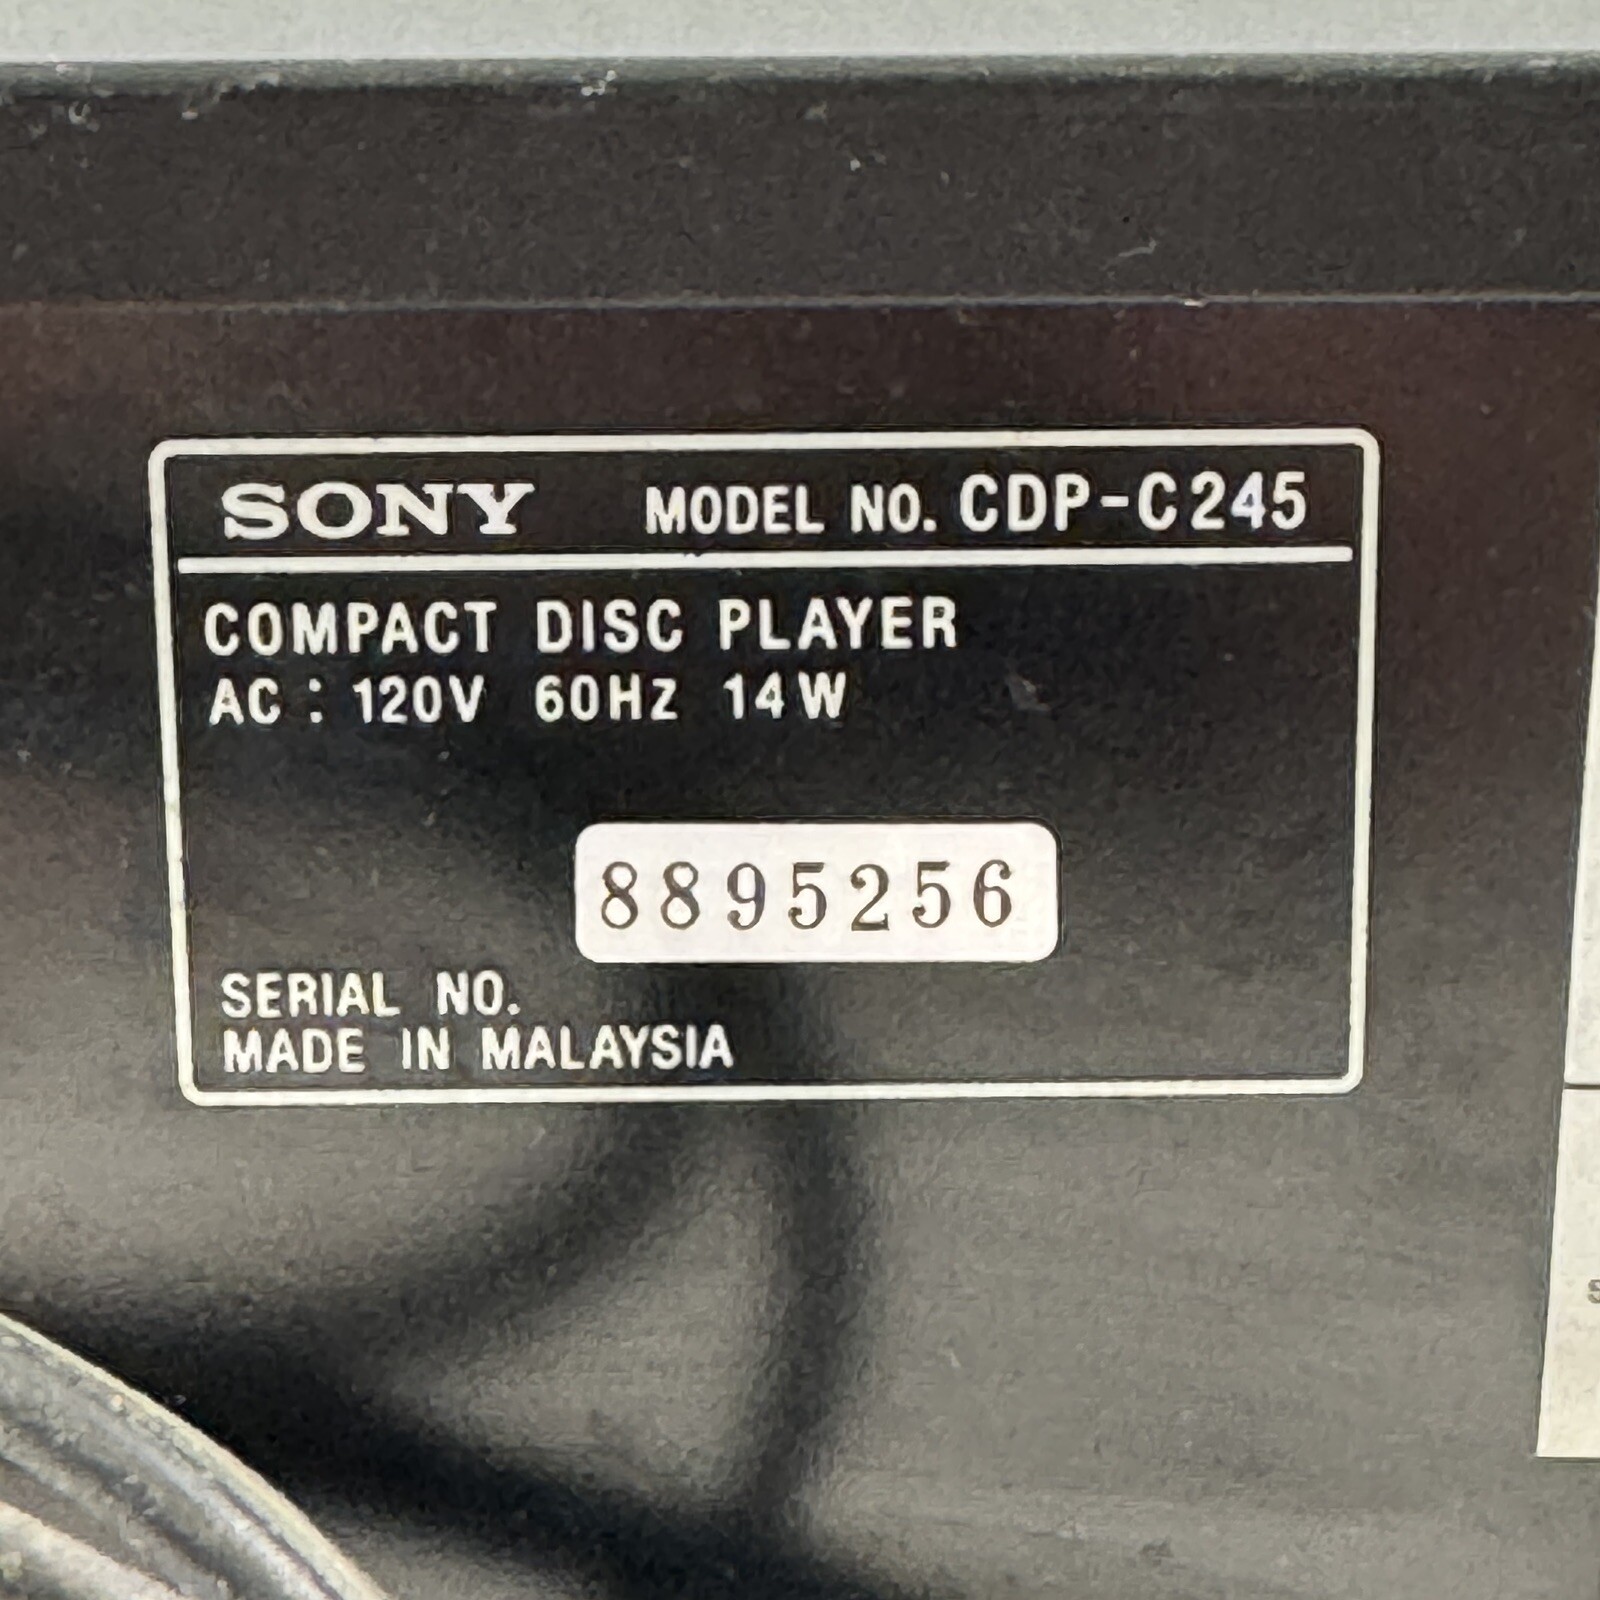 SONY MODEL NO. CDP-C245
COMPACT DISC PLAYER
AC : 120V 60Hz 14W
8895256
SERIAL NO.
MADE IN MALAYSIA